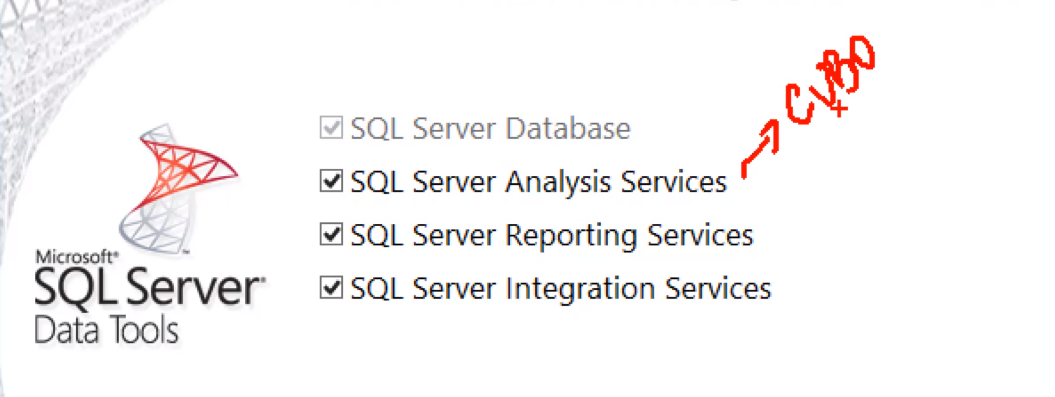 SQL Server Database
SQL Server Analysis Services
CUBO
SQL Server Reporting Services
SQL Server Integration Services
Microsoft®
SQL Server
Data Tools